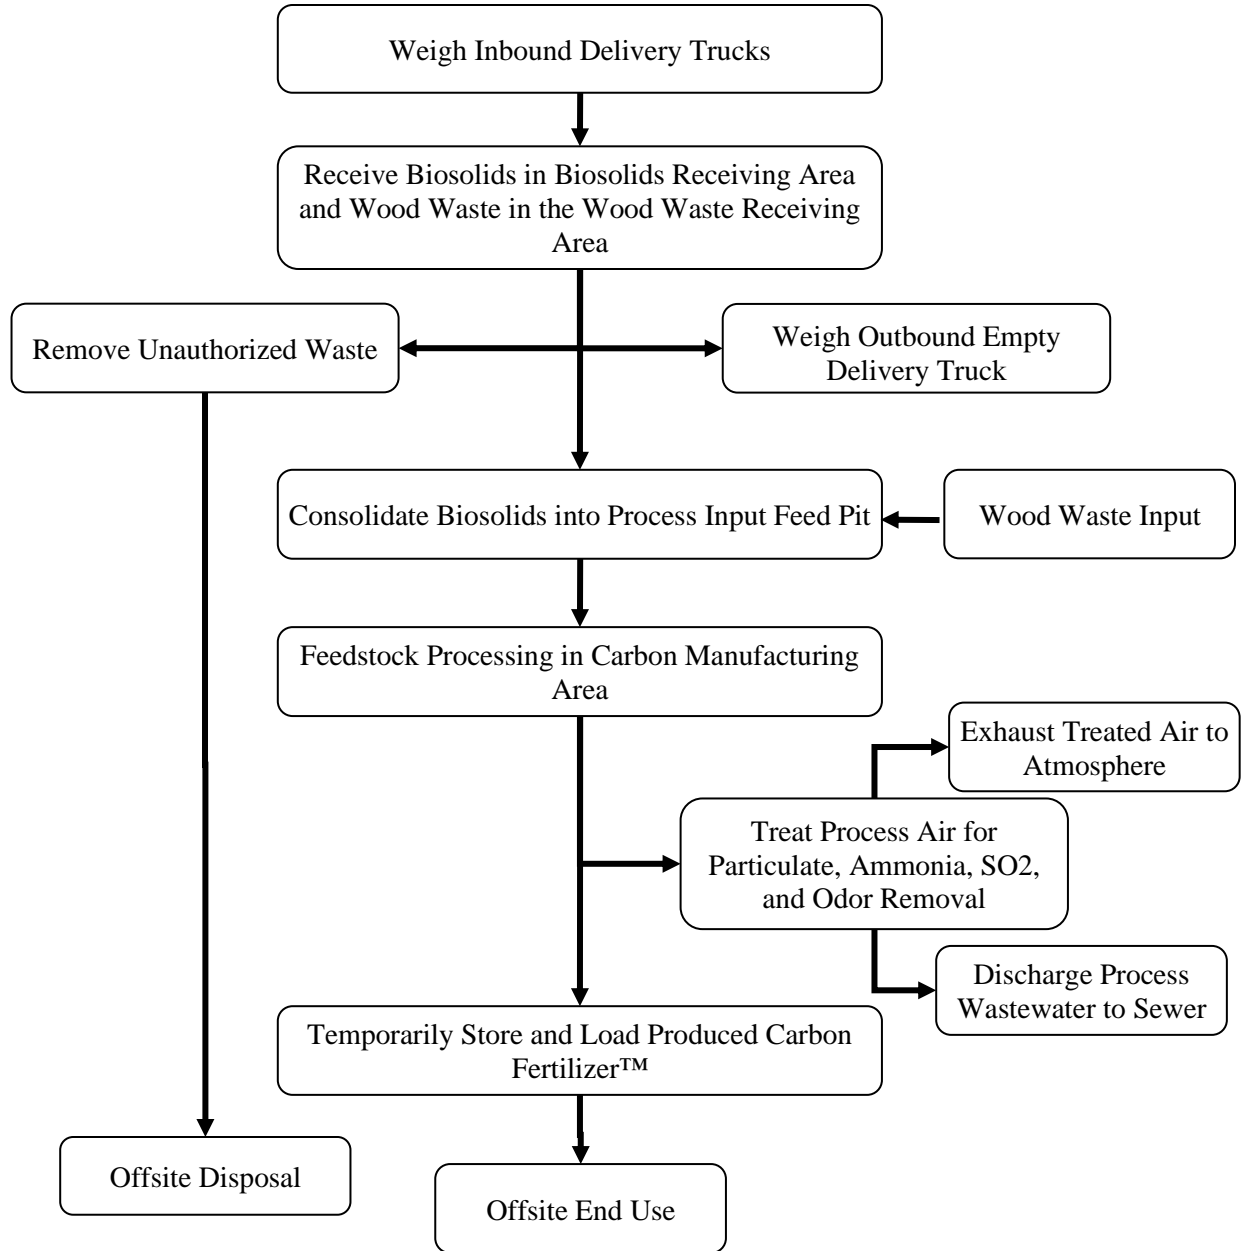 Weigh Inbound Delivery Trucks
Receive Biosolids in Biosolids Receiving Area
and Wood Waste in the Wood Waste Receiving
Area
Remove Unauthorized Waste
Weigh Outbound Empty
Delivery Truck
Consolidate Biosolids into Process Input Feed Pit
Wood Waste Input
Feedstock Processing in Carbon Manufacturing
Area
Exhaust Treated Air to
Atmosphere
Treat Process Air for
Particulate, Ammonia, SO2,
and Odor Removal
Discharge Process
Wastewater to Sewer
Temporarily Store and Load Produced Carbon
Fertilizer™
Offsite Disposal
Offsite End Use